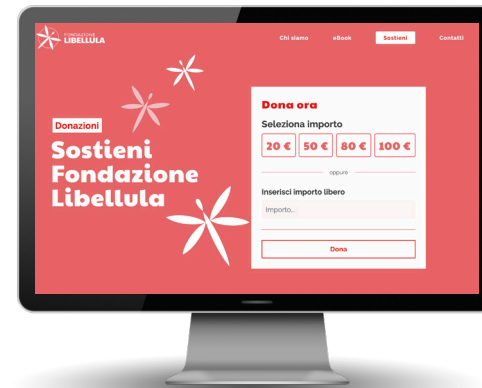 FONDAZIONE
LIBELLULA
Chi siamo
eBook
Sostieni
Contatti
Donazioni
Sostieni
Fondazione
Libellula
Dona ora
Seleziona importo
20 €
50 €
80 €
100 €
oppure
Inserisci importo libero
Importo...
Dona